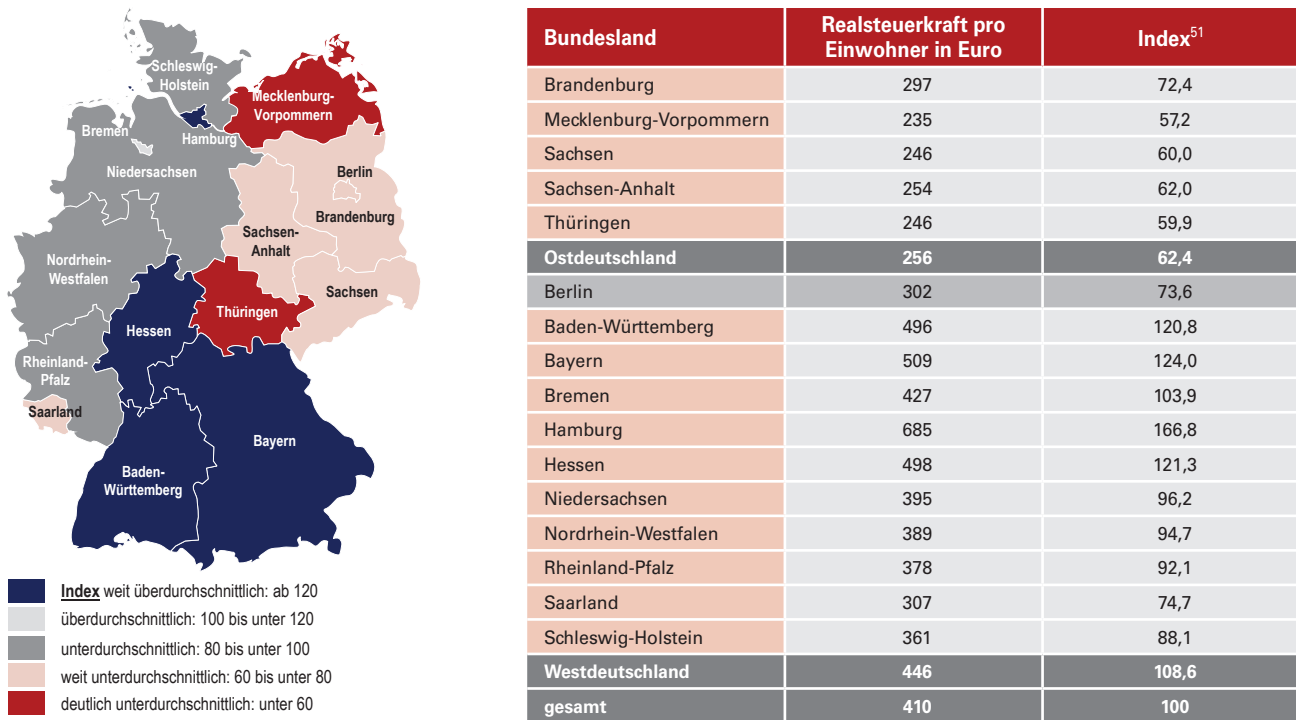 Schleswig-
Holstein
Mecklenburg-
Vorpommern
Bremen
Hamburg
Niedersachsen
Berlin
Brandenburg
Sachsen-
Anhalt
Nordrhein-
Westfalen
Sachsen
Thüringen
Hessen
Rheinland-
Pfalz
Saarland
Bayern
Baden-
Württemberg
Index weit überdurchschnittlich: ab 120
überdurchschnittlich: 100 bis unter 120
unterdurchschnittlich: 80 bis unter 100
weit unterdurchschnittlich: 60 bis unter 80
deutlich unterdurchschnittlich: unter 60
Bundesland Realsteuerkraft pro Einwohner in Euro Index51
Brandenburg 297 72,4
Mecklenburg-Vorpommern 235 57,2
Sachsen 246 60,0
Sachsen-Anhalt 254 62,0
Thüringen 246 59,9
Ostdeutschland 256 62,4
Berlin 302 73,6
Baden-Württemberg 496 120,8
Bayern 509 124,0
Bremen 427 103,9
Hamburg 685 166,8
Hessen 498 121,3
Niedersachsen 395 96,2
Nordrhein-Westfalen 389 94,7
Rheinland-Pfalz 378 92,1
Saarland 307 74,7
Schleswig-Holstein 361 88,1
Westdeutschland 446 108,6
gesamt 410 100